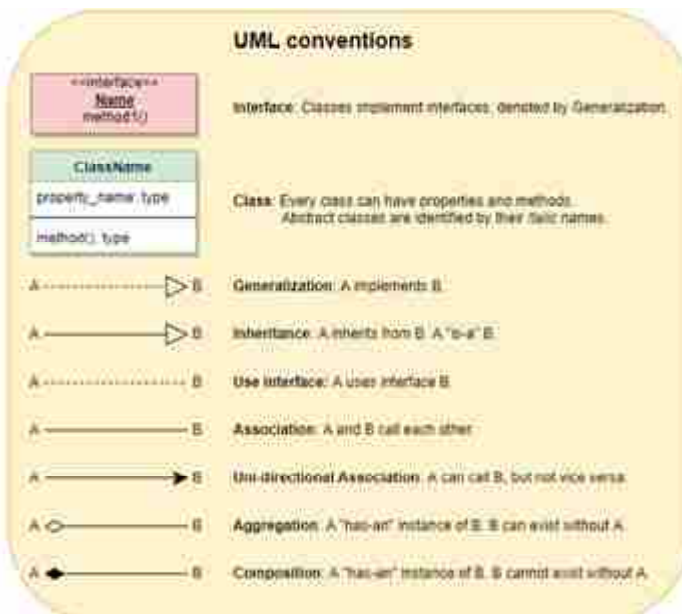 UML conventions
<<interface>>
Name
method1()
Interface: Classes implement interfaces, denoted by Generalization.
ClassName
property_name: type
method(): type
Class: Every class can have properties and methods.
Abstract classes are identified by their Italic names.
A B Generalization: A implements B.
A B Inheritance: A inherits from B. A "is-a" B.
A B Use Interface: A uses interface B.
A B Association: A and B call each other.
A B Uni-directional Association: A can call B, but not vice versa.
A B Aggregation: A "has-an" instance of B. B can exist without A.
A B Composition: A "has-an" instance of B. B cannot exist without A.